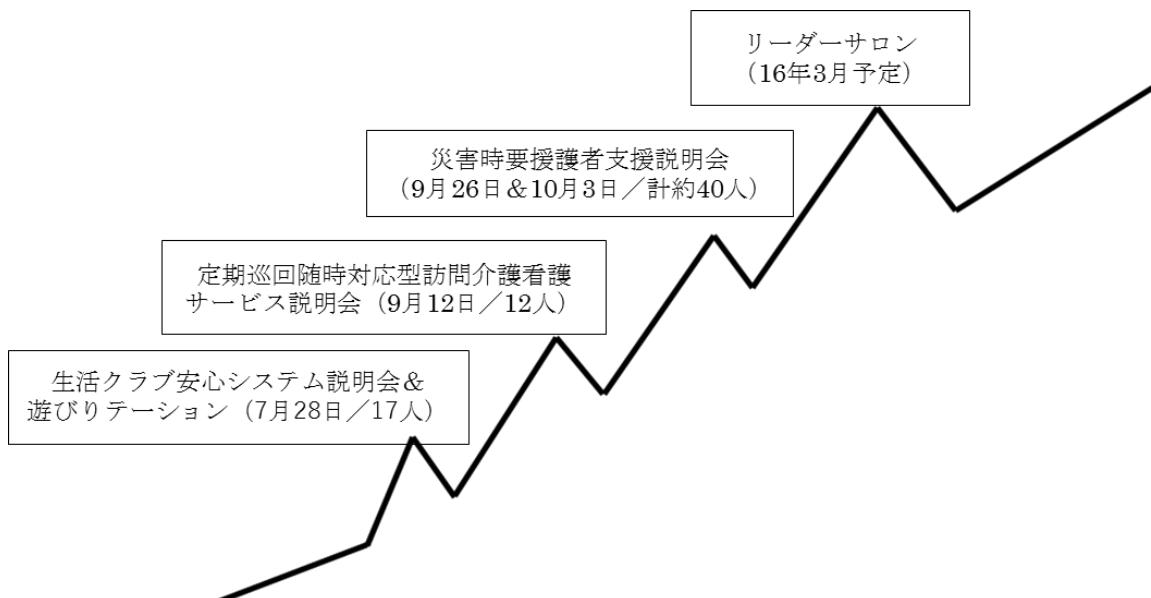 リーダーサロン
（16年3月予定）
災害時要援護者支援説明会
（9月26日＆10月3日／計約40人）
定期巡回随時対応型訪問介護看護
サービス説明会（9月12日／12人）
生活クラブ安心システム説明会＆
遊びりテーション（7月28日／17人）